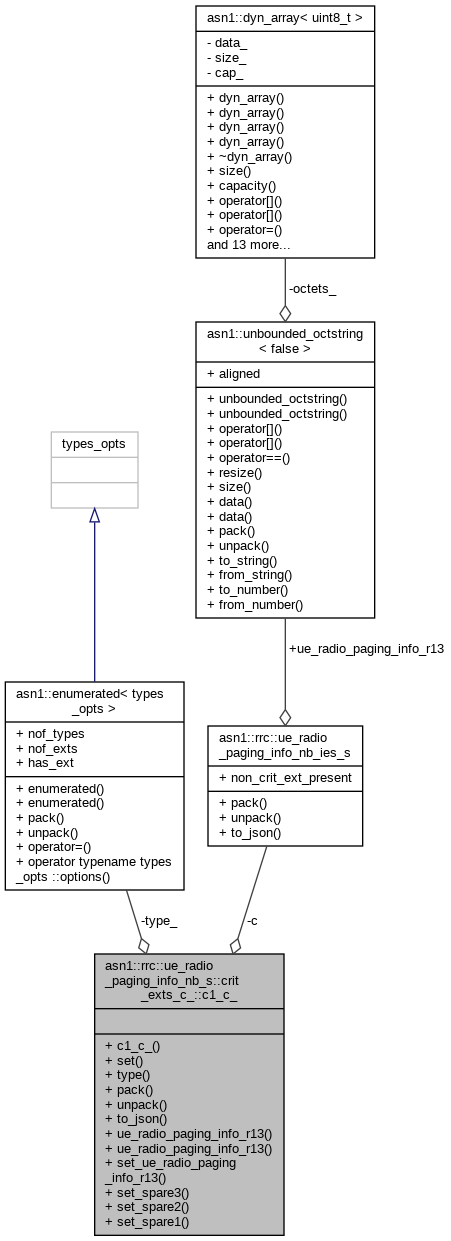 asn1::dyn_array< uint8_t >
- data_
- size_
- cap_
+ dyn_array()
+ dyn_array()
+ dyn_array()
+ dyn_array()
+ ~dyn_array()
+ size()
+ capacity()
+ operator[]()
+ operator[]()
+ operator=()
and 13 more...
-octets_
asn1::unbounded_octstring
< false >
+ aligned
+ unbounded_octstring()
+ unbounded_octstring()
+ operator[]()
+ operator[]()
+ operator==()
+ resize()
+ size()
+ data()
+ data()
+ pack()
+ unpack()
+ to_string()
+ from_string()
+ to_number()
+ from_number()
types_opts
+ue_radio_paging_info_r13
asn1::enumerated< types
_opts >
+ nof_types
+ nof_exts
+ has_ext
+ enumerated()
+ enumerated()
+ pack()
+ unpack()
+ operator=()
+ operator typename types
_opts ::options()
asn1::rrc::ue_radio
_paging_info_nb_ies_s
+ non_crit_ext_present
+ pack()
+ unpack()
+ to_json()
-type_
-c
asn1::rrc::ue_radio
_paging_info_nb_s::crit
_exts_c_::c1_c_
+ c1_c_()
+ set()
+ type()
+ pack()
+ unpack()
+ to_json()
+ ue_radio_paging_info_r13()
+ ue_radio_paging_info_r13()
+ set_ue_radio_paging
_info_r13()
+ set_spare3()
+ set_spare2()
+ set_spare1()